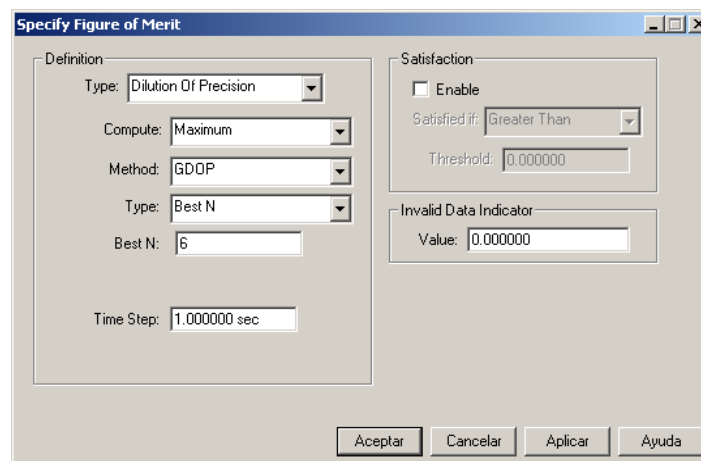 Specify Figure of Merit
Definition
Type: Dilution Of Precision
Compute: Maximum
Method: GDOP
Type: Best N
Best N: 6
Time Step: 1.000000 sec
Satisfaction
Enable
Satisfied if: Greater Than
Threshold: 0.000000
Invalid Data Indicator
Value: 0.000000
Aceptar Cancelar Aplicar Ayuda